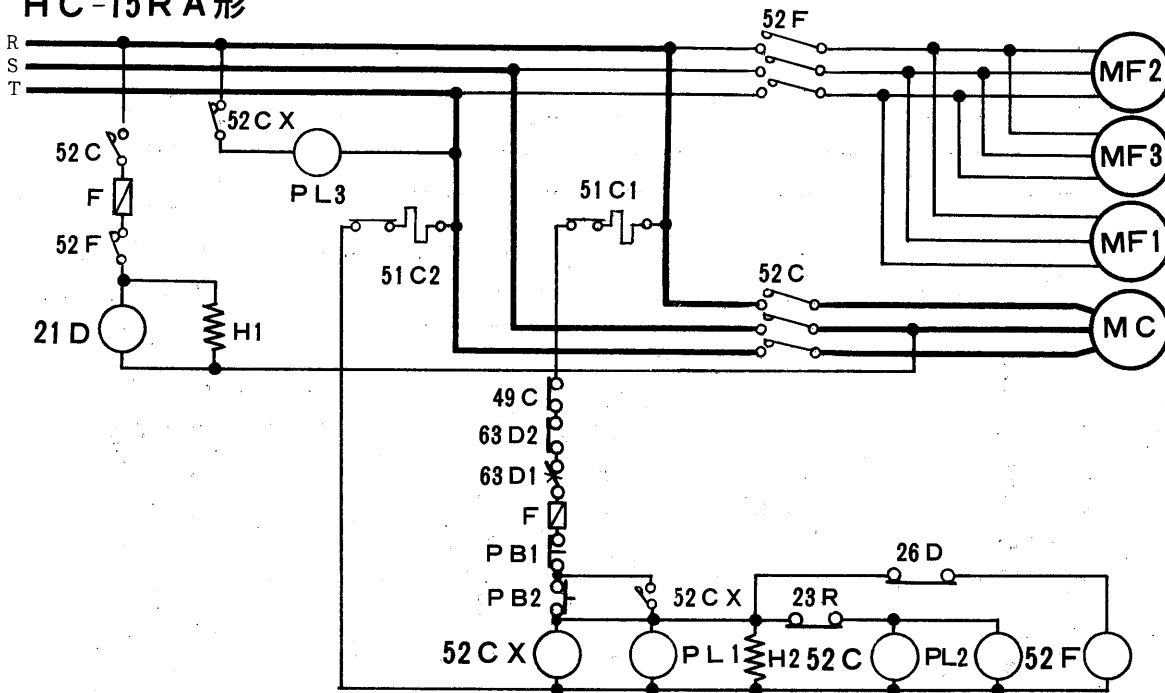 HC-15RA形
R
S
T
52F
MF2
52CX
52C
PL3
MF3
F
51C1
52F
MF1
51C2
52C
21D
H1
MC
49C
63D2
63D1
F
PB1
26D
PB2
52CX
23R
52CX
PL1
H2
52C
PL2
52F